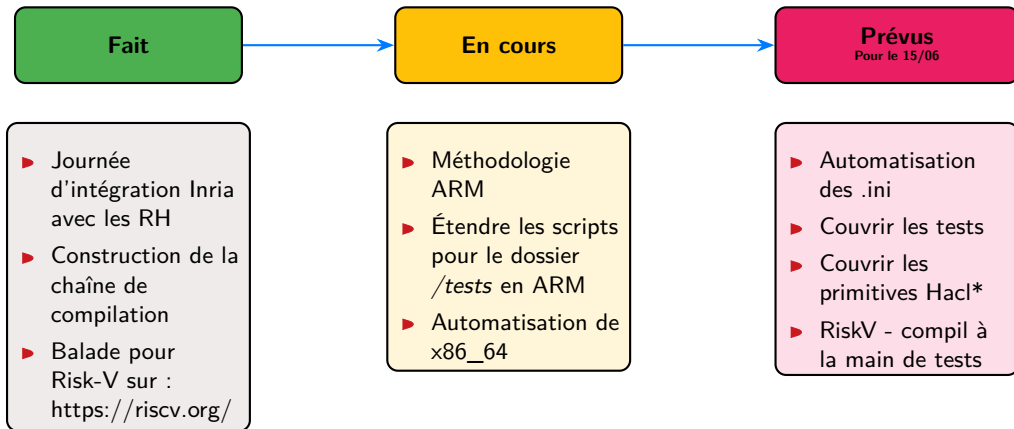 Fait
En cours
Prévus
Pour le 15/06
Journée
d'intégration Inria
avec les RH
Construction de la
chaîne de
compilation
Balade pour
Risk-V sur :
https://riscv.org/
Méthodologie
ARM
Étendre les scripts
pour le dossier
/tests en ARM
Automatisation de
x86_64
Automatisation
des .ini
Couvrir les tests
Couvrir les
primitives Hacl*
RiskV - compil à
la main de tests